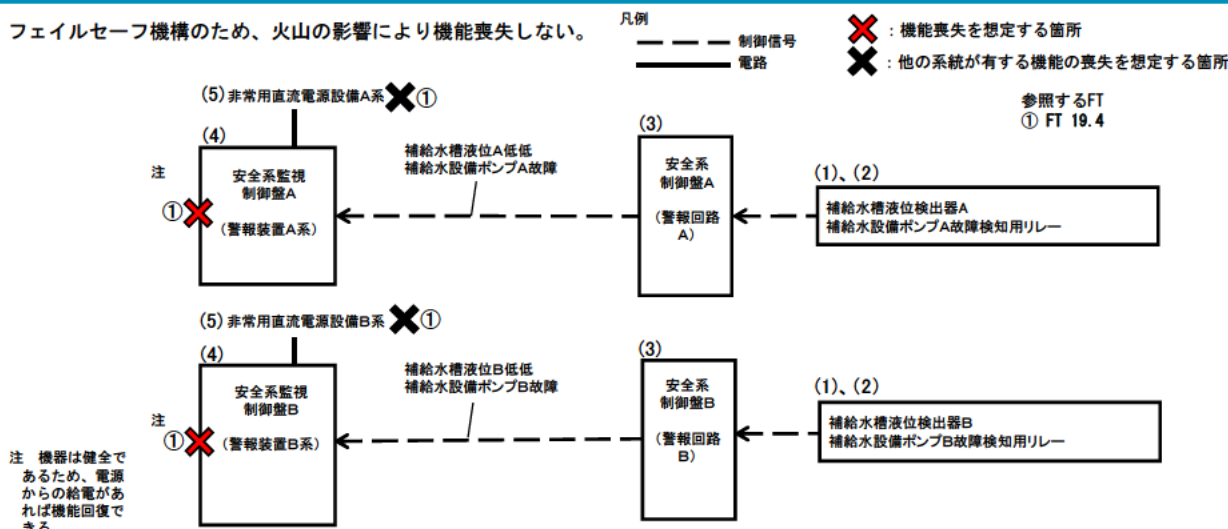 フェイルセーフ機構のため、火山の影響により機能喪失しない。
凡例
制御信号
電路
：機能喪失を想定する箇所
：他の系統が有する機能の喪失を想定する箇所
参照するFT
① FT 19.4
(5)非常用直流電源設備A系 ①
(4)
注
①
安全系監視
制御盤A
(警報装置A系)
補給水槽液位A低低
補給水設備ポンプA故障
(3)
安全系
制御盤A
(警報回路
A)
(1)、(2)
補給水槽液位検出器A
補給水設備ポンプA故障検知用リレー
(5)非常用直流電源設備B系 ①
(4)
注
①
安全系監視
制御盤B
(警報装置B系)
補給水槽液位B低低
補給水設備ポンプB故障
(3)
安全系
制御盤B
(警報回路
B)
(1)、(2)
補給水槽液位検出器B
補給水設備ポンプB故障検知用リレー
注 機器は健全で
あるため、電源
からの給電があ
れば機能回復で
きる